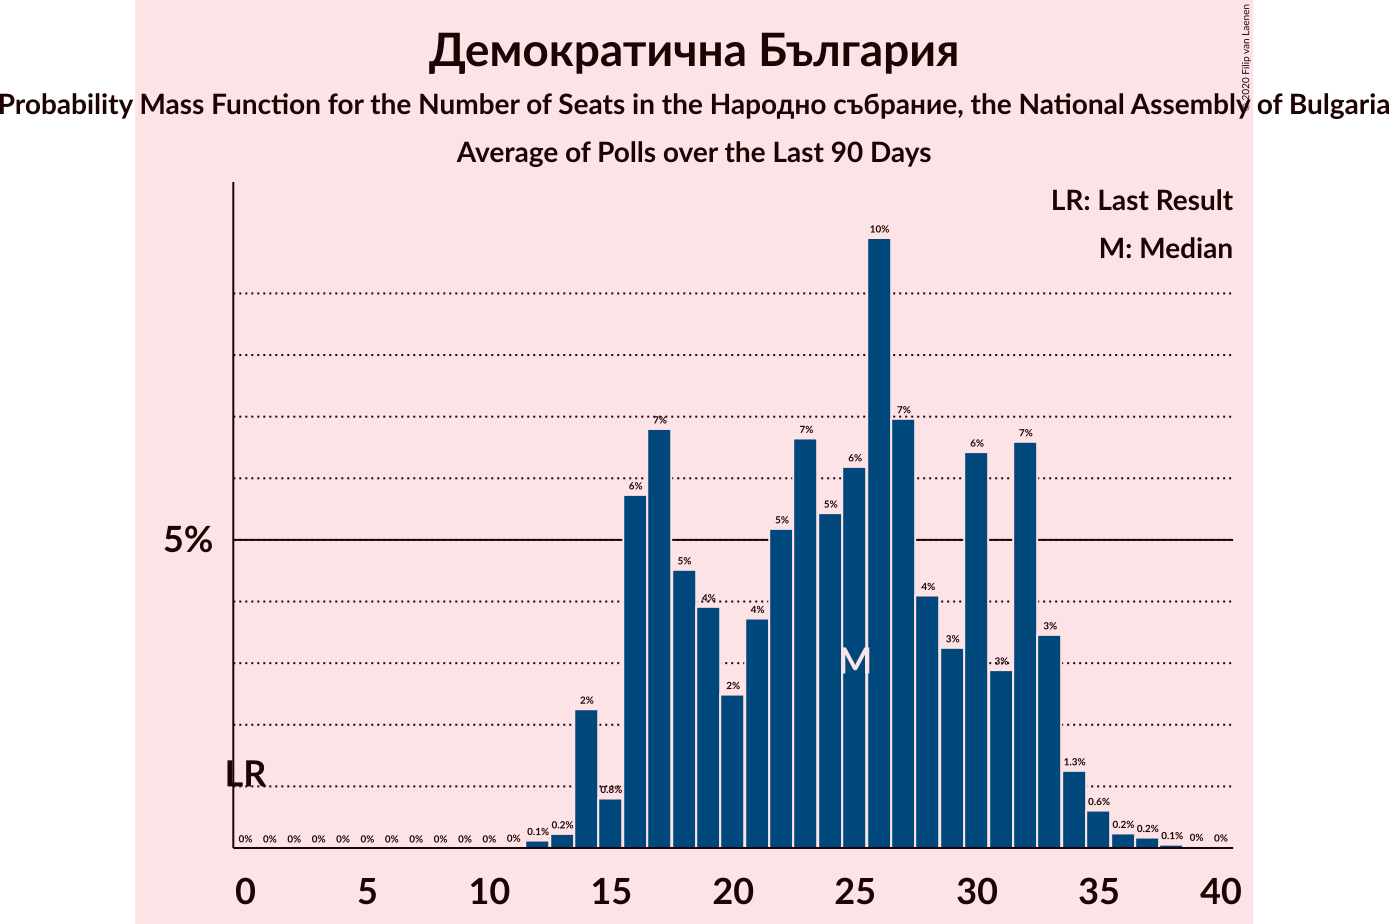 Демократична България
Probability Mass Function for the Number of Seats in the Народно събрание, the National Assembly of Bulgaria
Average of Polls over the Last 90 Days
© 2020 Filip van Laenen
LR: Last Result
M: Median
5%
LR
M
0% 0% 0% 0% 0% 0% 0% 0% 0% 0% 0% 0% 0.1% 0.2% 2% 0.8% 6% 7% 5% 4% 2% 4% 5% 7% 5% 6% 10% 7% 4% 3% 6% 3% 7% 3% 1.3% 0.6% 0.2% 0.2% 0.1% 0% 0%
0 5 10 15 20 25 30 35 40